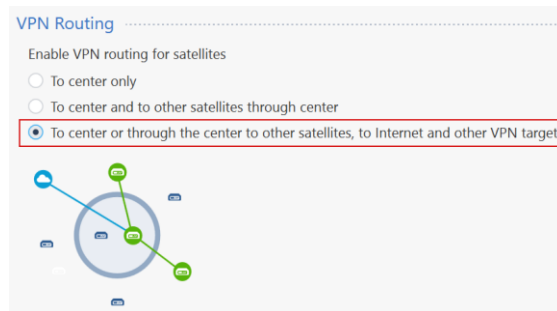 VPN Routing
Enable VPN routing for satellites
To center only
To center and to other satellites through center
To center or through the center to other satellites, to Internet and other VPN target